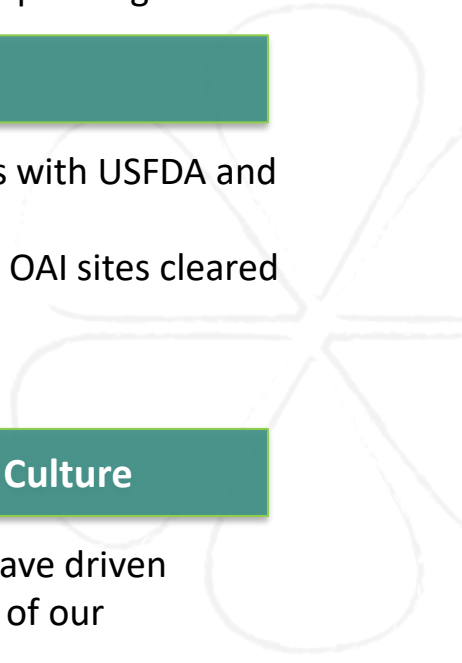 s with USFDA and
OAI sites cleared
Culture
ave driven
of our